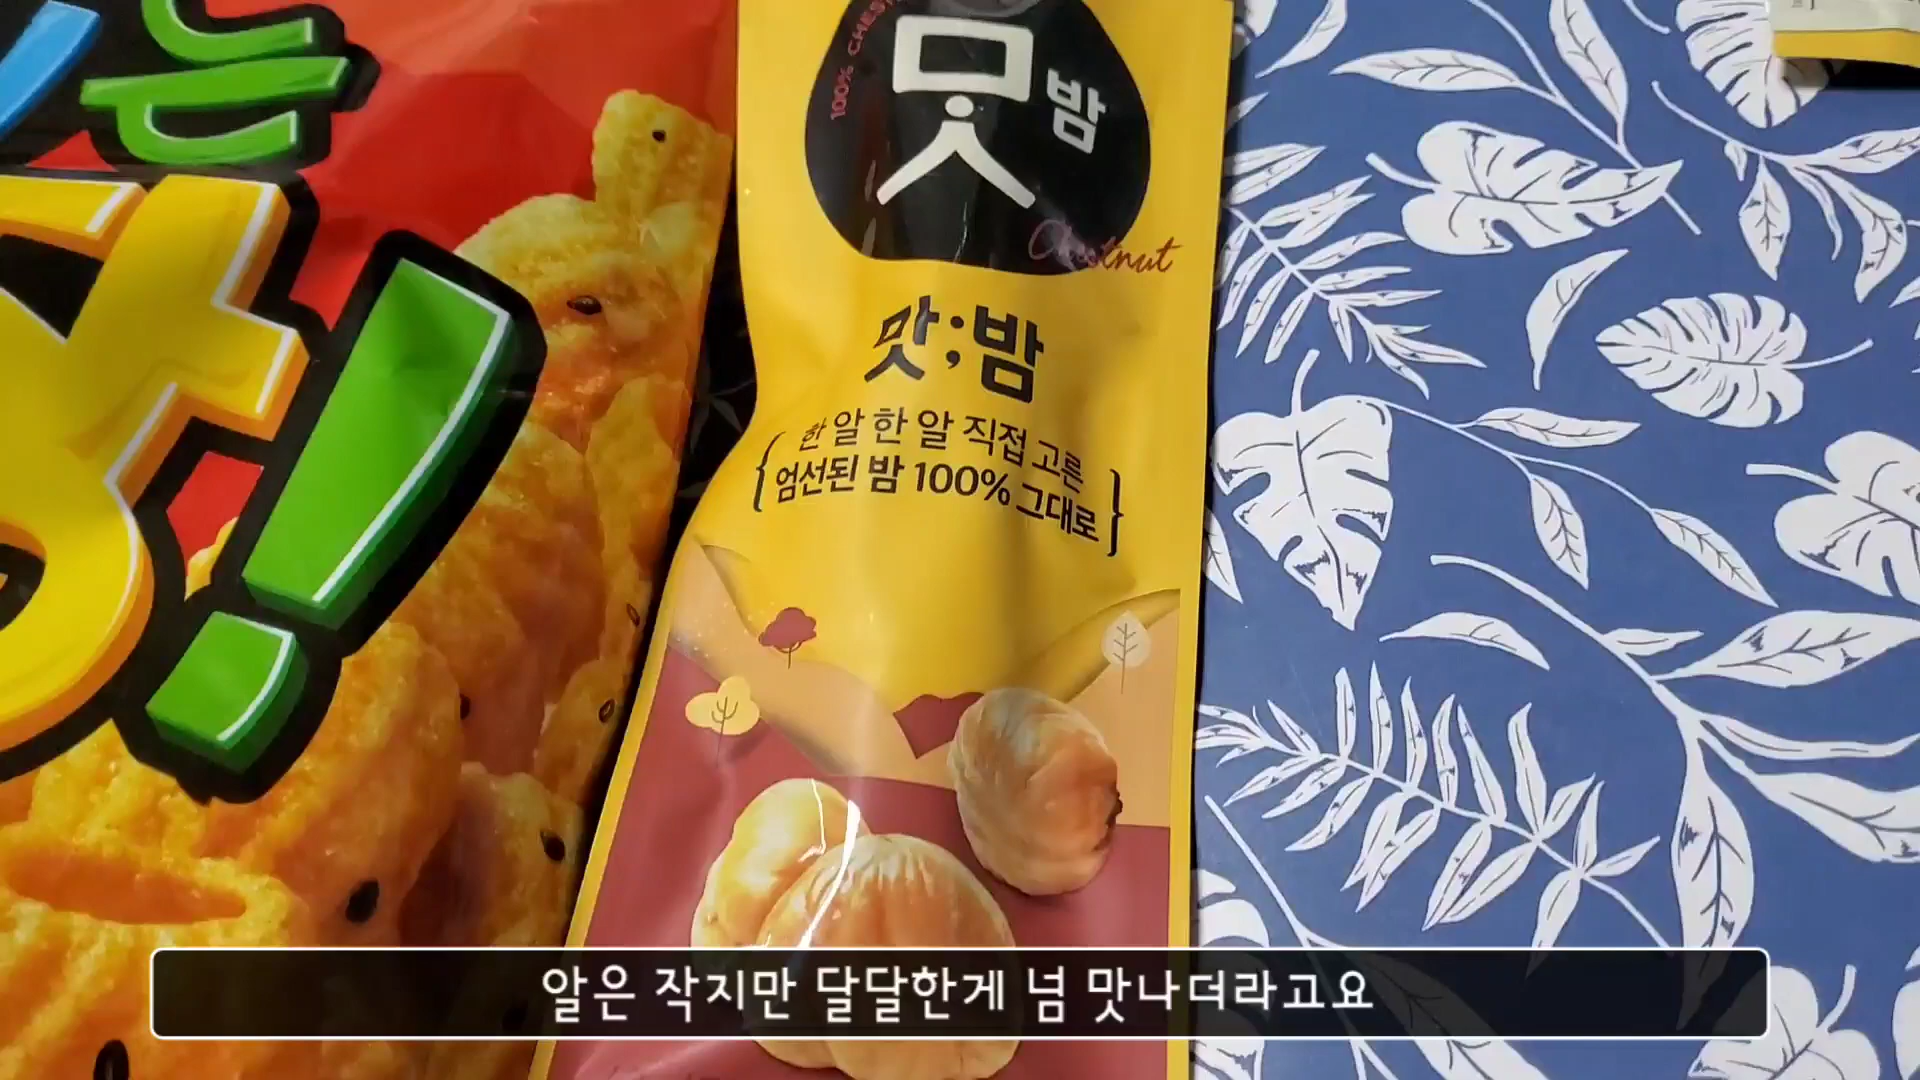 는
!
100% CHEST
맛
밤
Chestnut
맛;밤
한 알 한 알 직접 고른
엄선된 밤 100% 그대로
알은 작지만 달달한게 넘 맛나더라고요